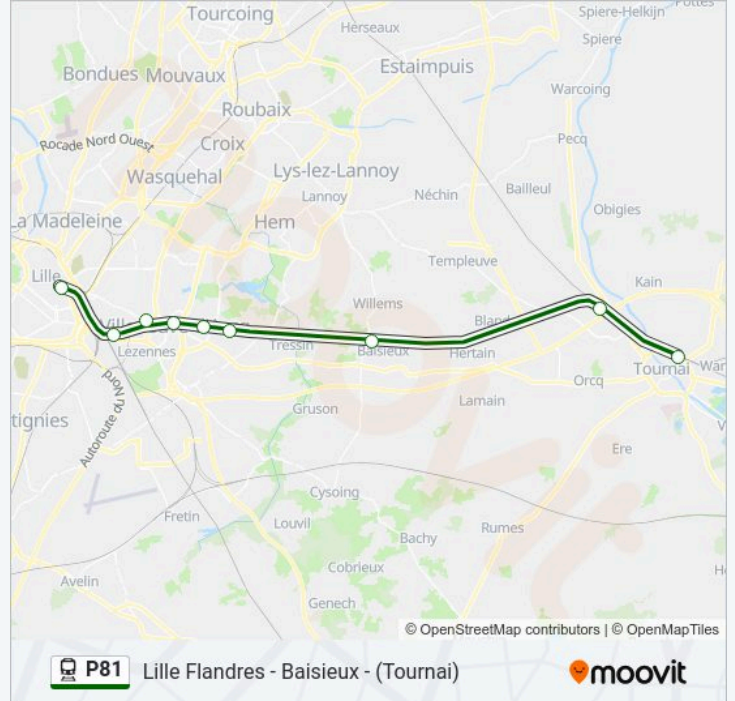 Pottes
Spiere-Helkijn
Tourcoing
Herseaux
Spiere
Estaimpuis
Bondues Mouvaux
Warcoing
Roubaix
Rocade Nord Ouest
Croix
Pecq
Wasquehal
Lys-lez-Lannoy
Lannoy
Néchin
Bailleul
Obigies
La Madeleine
Hem
Templeuve
Lille
Kain
Willems
Lezennes
Tressin
Baisieux
Bland
Hertain
Tournai
Orcq
Lamain
Gruson
Autoroute du Nord
tignies
Ere
Cysoing
Fretin
Louvil
Rumes
Bachy
Cobrieux
Avelin
Genech
© OpenStreetMap contributors | © OpenMapTiles
P81 Lille Flandres - Baisieux - (Tournai)
moovit